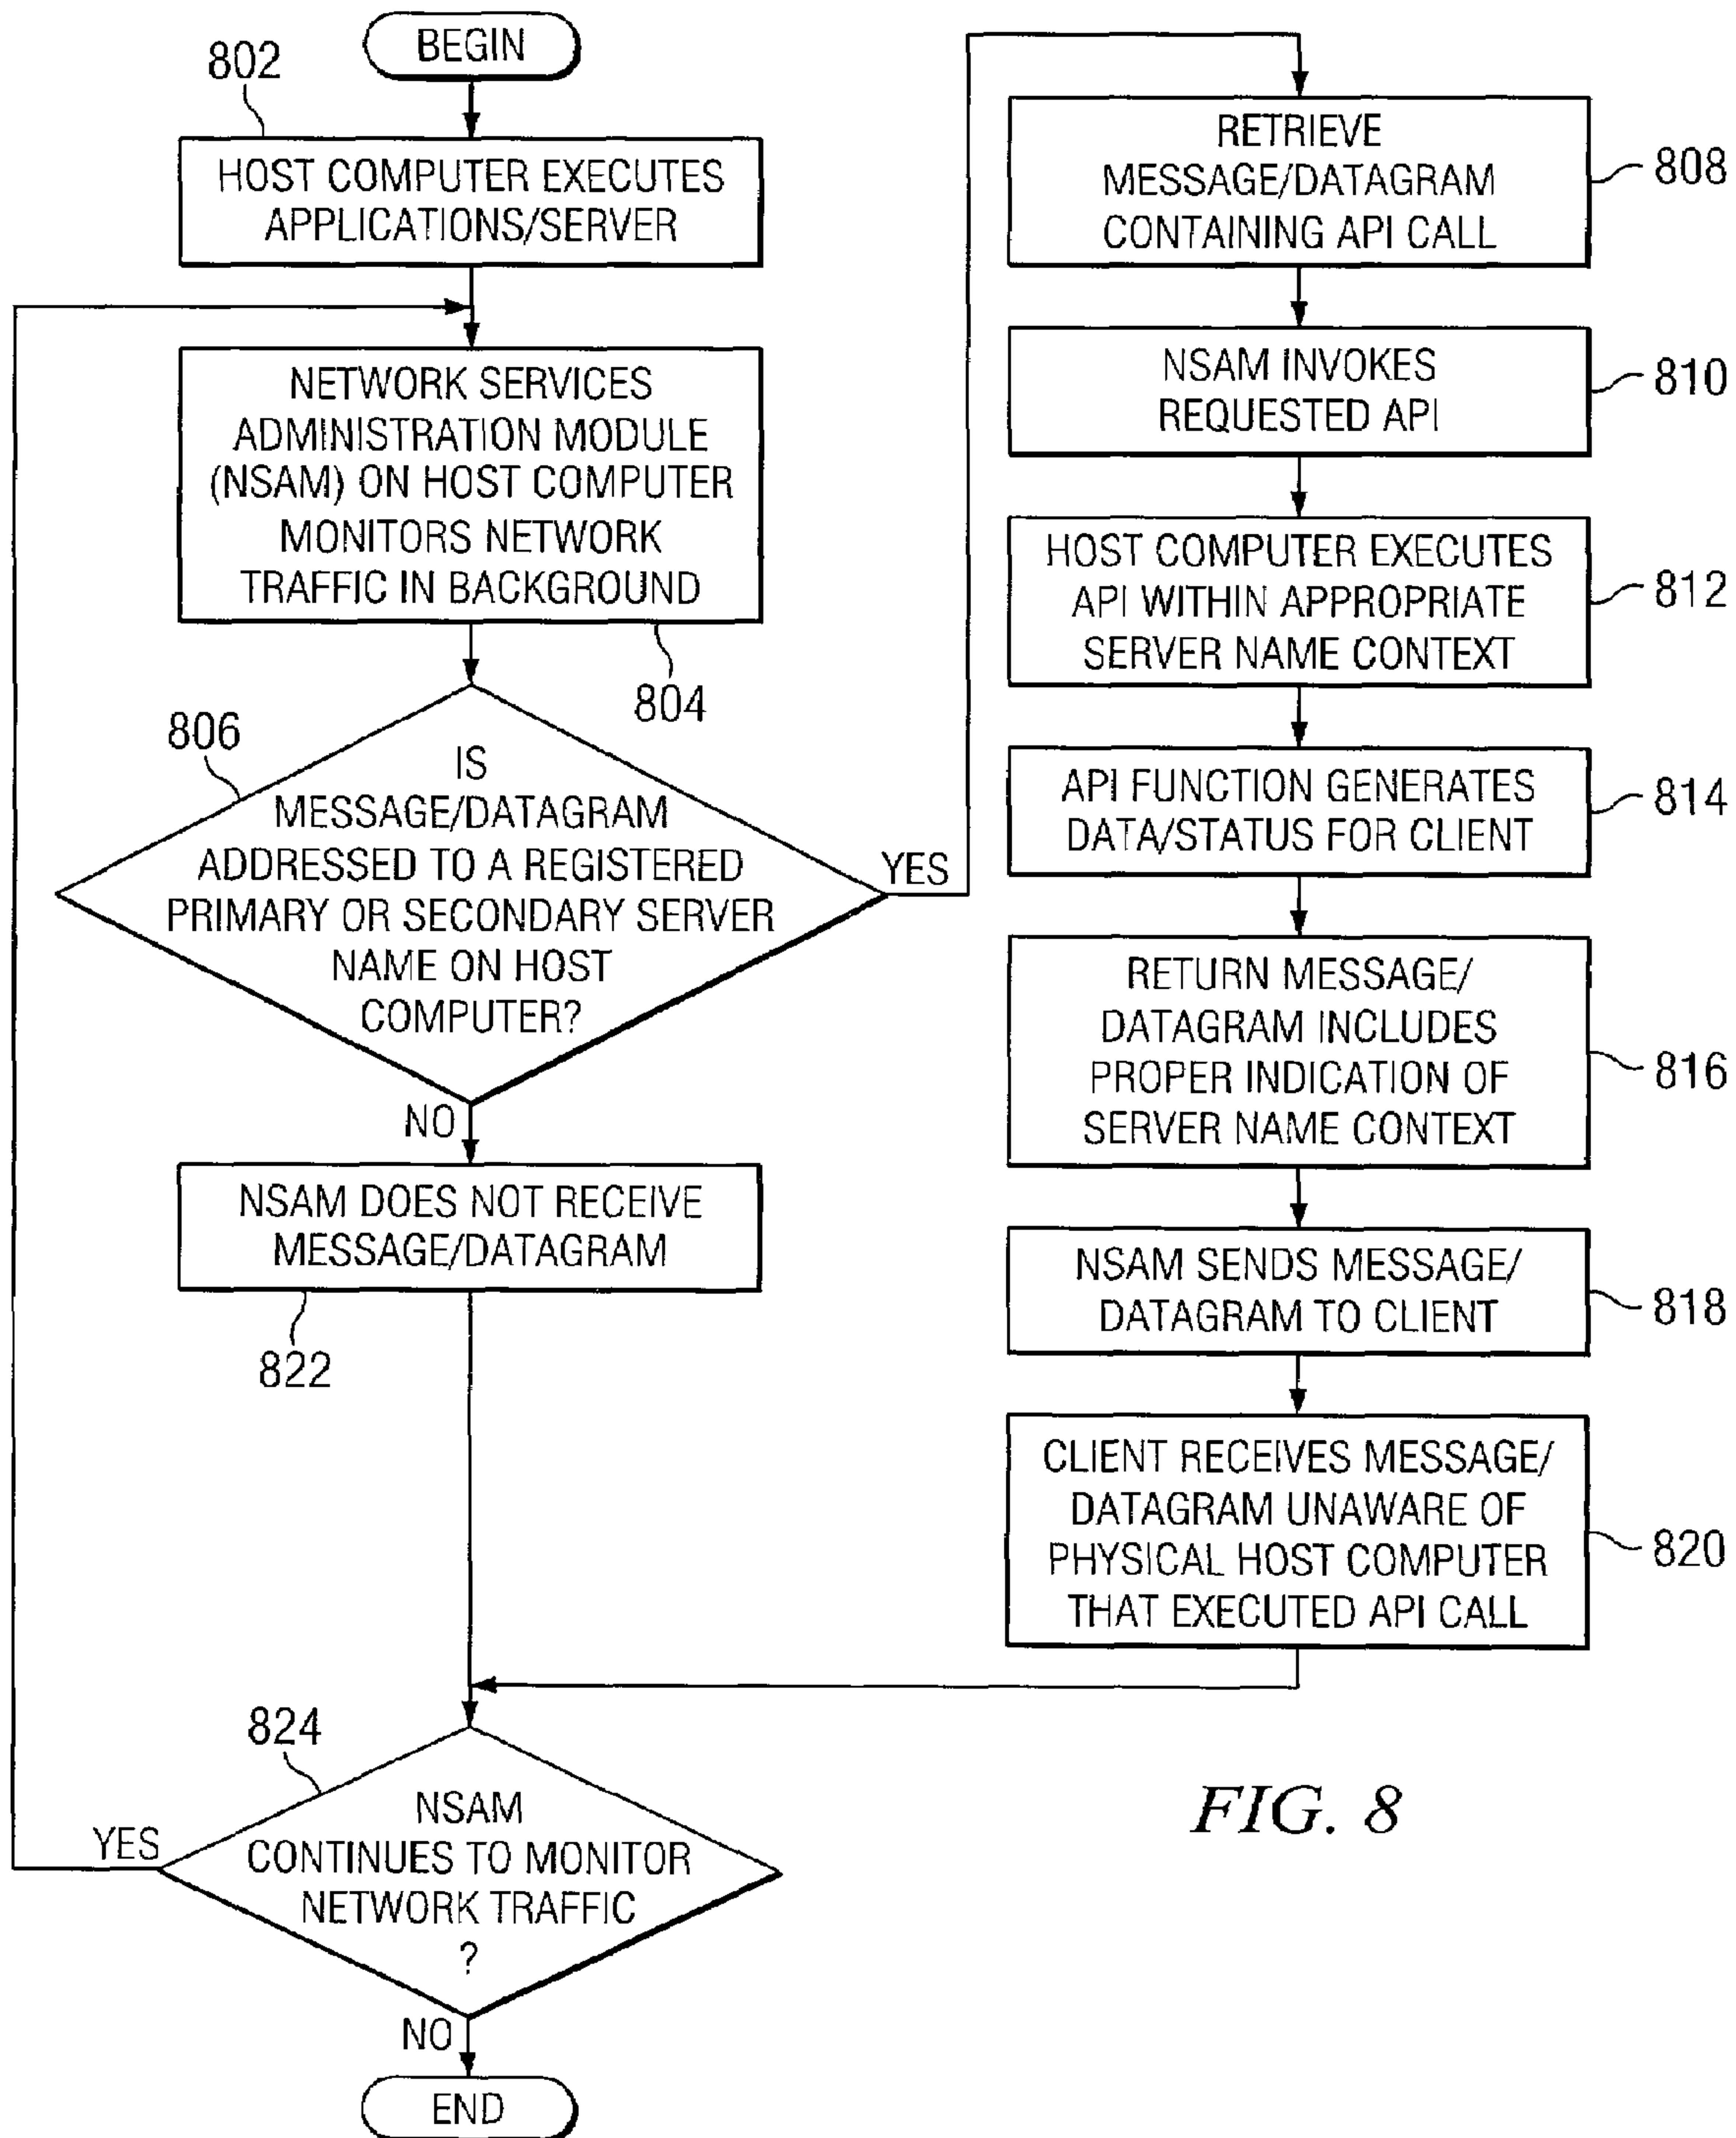 BEGIN
802
HOST COMPUTER EXECUTES
APPLICATIONS/SERVER
NETWORK SERVICES
ADMINISTRATION MODULE
(NSAM) ON HOST COMPUTER
MONITORS NETWORK
TRAFFIC IN BACKGROUND
804
806
IS
MESSAGE/DATAGRAM
ADDRESSED TO A REGISTERED
PRIMARY OR SECONDARY SERVER
NAME ON HOST
COMPUTER?
YES
NO
NSAM DOES NOT RECEIVE
MESSAGE/DATAGRAM
822
RETRIEVE
MESSAGE/DATAGRAM
CONTAINING API CALL
808
NSAM INVOKES
REQUESTED API
810
HOST COMPUTER EXECUTES
API WITHIN APPROPRIATE
SERVER NAME CONTEXT
812
API FUNCTION GENERATES
DATA/STATUS FOR CLIENT
814
RETURN MESSAGE/
DATAGRAM INCLUDES
PROPER INDICATION OF
SERVER NAME CONTEXT
816
NSAM SENDS MESSAGE/
DATAGRAM TO CLIENT
818
CLIENT RECEIVES MESSAGE/
DATAGRAM UNAWARE OF
PHYSICAL HOST COMPUTER
THAT EXECUTED API CALL
820
824
NSAM
CONTINUES TO MONITOR
NETWORK TRAFFIC
?
YES
NO
END
FIG. 8